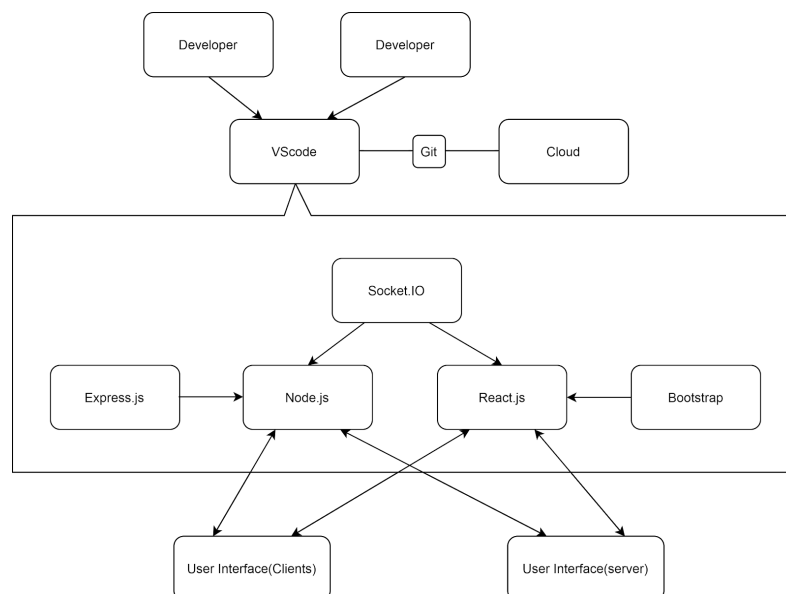 Developer
Developer
VScode
Git
Cloud
Socket.IO
Express.js
Node.js
React.js
Bootstrap
User Interface(Clients)
User Interface(server)